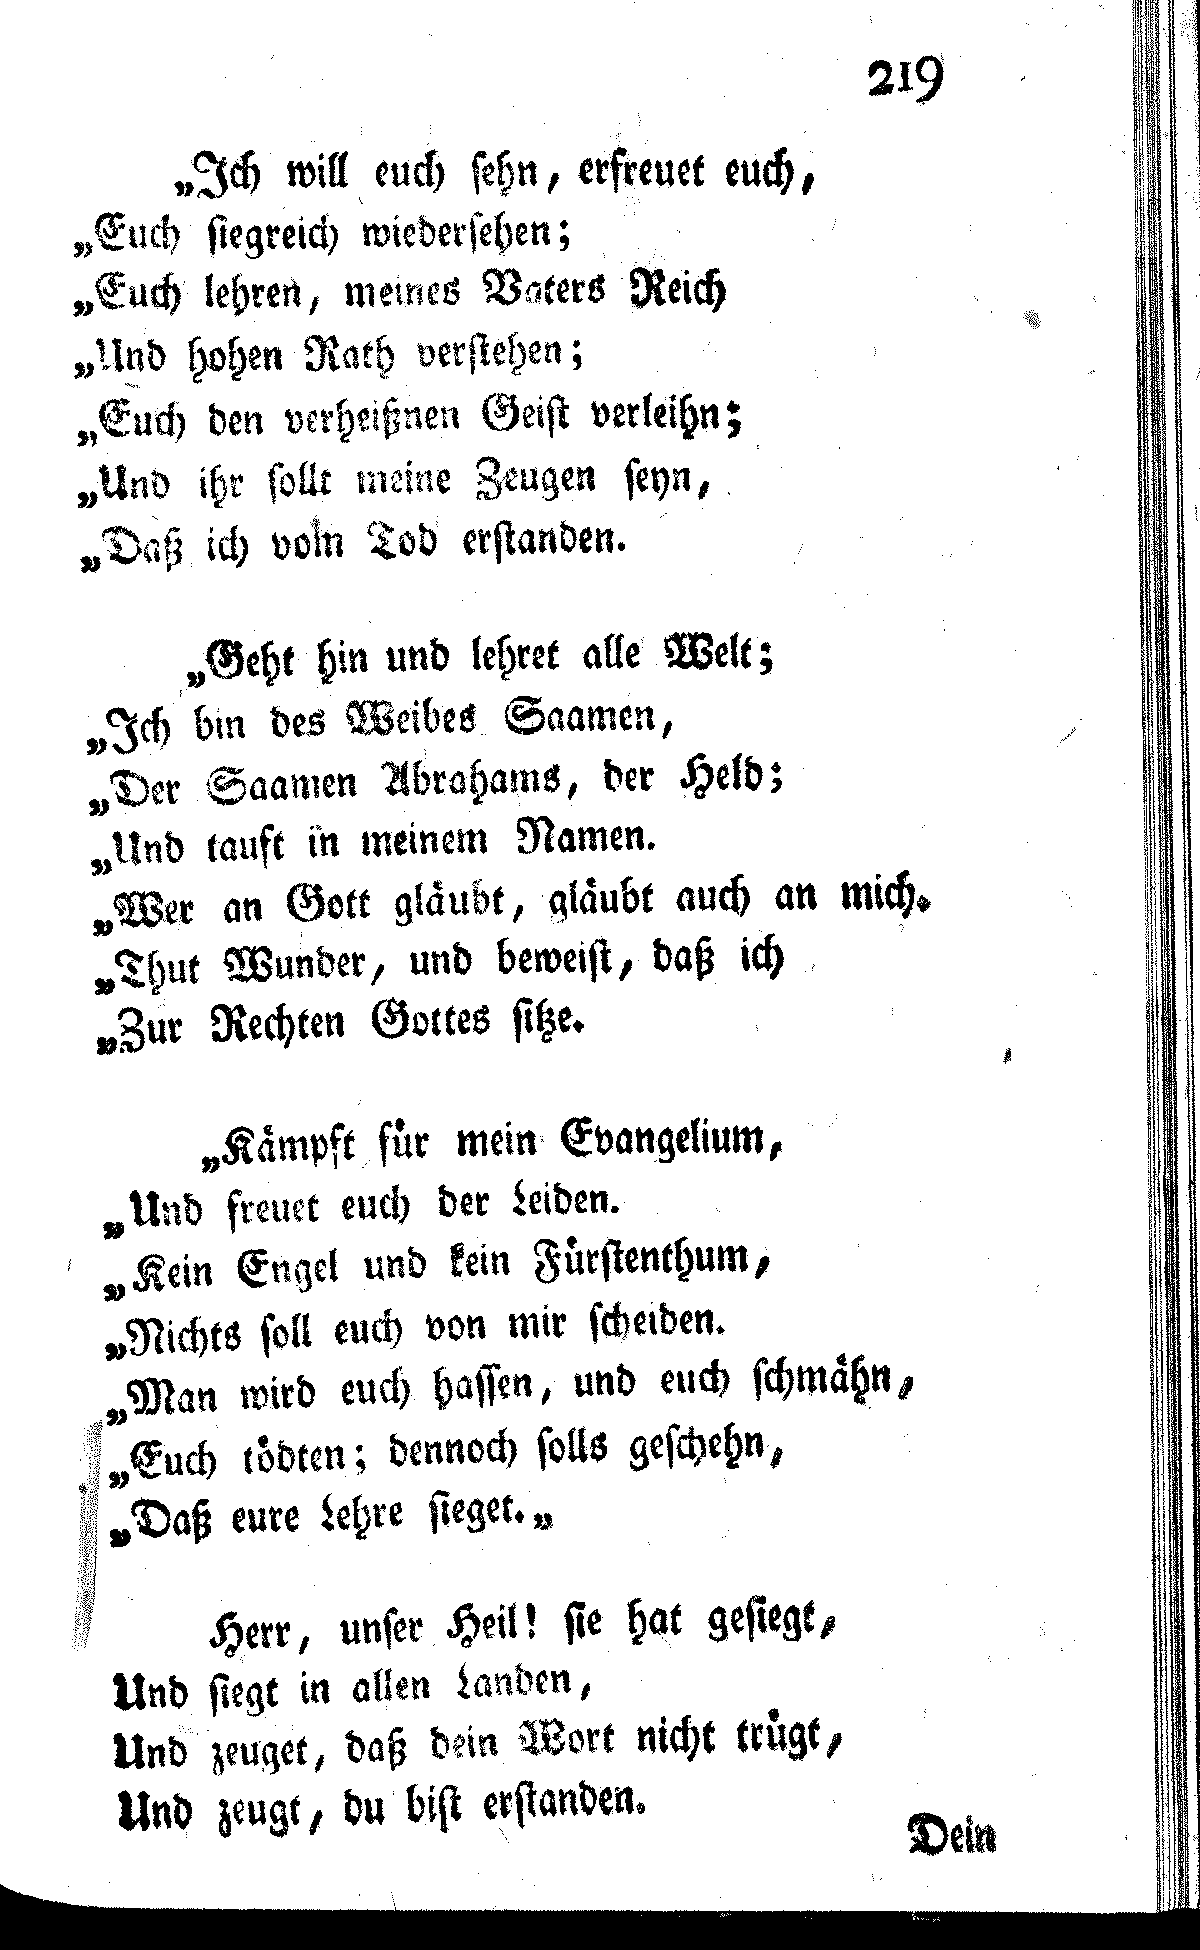 219
„Ich will euch sehn, erfreuet euch,
„Euch siegreich wiedersehen;
„Euch lehren, meines Vaters Reich
„Und hohen Rath verstehen;
„Euch den verheißnen Geist verleihn;
„Und ihr sollt meine Zeugen seyn,
„Daß ich vom Tod erstanden.
„Geht hin und lehret alle Welt;
„Ich bin des Weibes Saamen,
„Der Saamen Abrahams, der Held;
„Und tauft in meinem Namen.
„Wer an Gott gläubt, gläubt auch an mich.
„Thut Wunder, und beweist, daß ich
„Zur Rechten Gottes sitze.
„Kämpft für mein Evangelium,
„Und freuet euch der Leiden.
„Kein Engel und kein Fürstenthum,
„Nichts soll euch von mir scheiden.
„Man wird euch hassen, und euch schmähn,
„Euch tödten; dennoch solls geschehn,
„Daß eure Lehre sieget.„
Herr, unser Heil! sie hat gesiegt,
Und siegt in allen Landen,
Und zeuget, daß dein Wort nicht trügt,
Und zeugt, du bist erstanden.
Dein